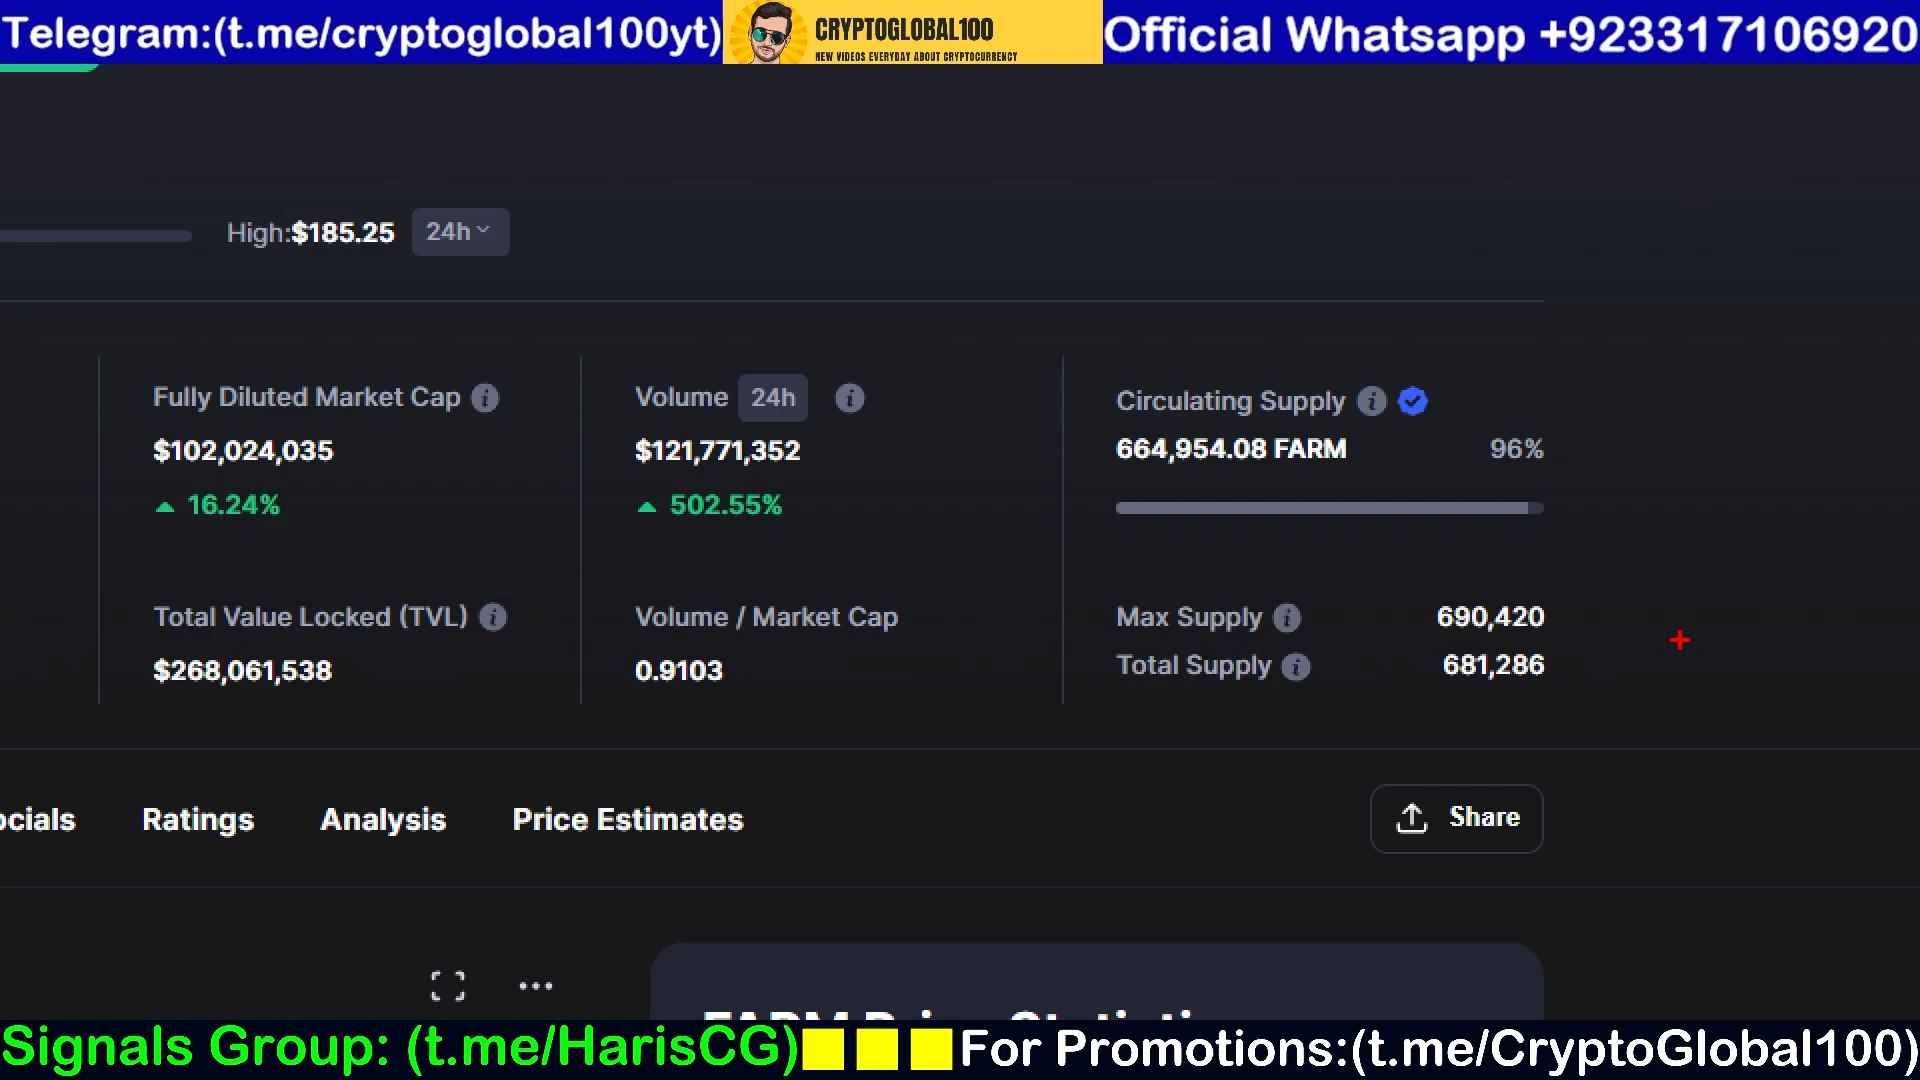 Telegram:(t.me/cryptoglobal100yt)
CRYPTOGLOBAL100
NEW VIDEOS EVERYDAY ABOUT CRYPTOCURRENCY
Official Whatsapp +923317106920
High:$185.25 24h
Fully Diluted Market Cap
$102,024,035
16.24%
Volume 24h
$121,771,352
502.55%
Circulating Supply
664,954.08 FARM 96%
Total Value Locked (TVL)
$268,061,538
Volume / Market Cap
0.9103
Max Supply 690,420
Total Supply 681,286
ocials Ratings Analysis Price Estimates Share
Signals Group: (t.me/HarisCG) For Promotions:(t.me/CryptoGlobal100)